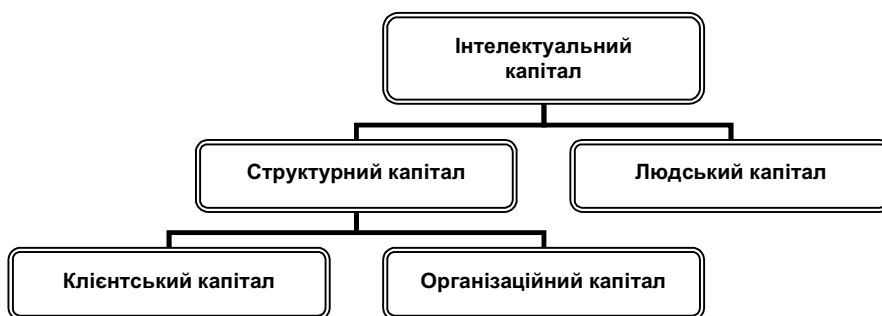 Інтелектуальний
капітал
Структурний капітал
Людський капітал
Клієнтський капітал
Організаційний капітал